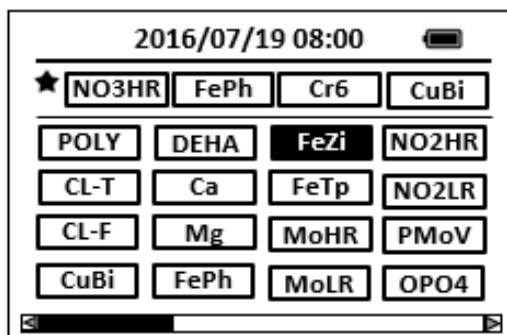 2016/07/19 08:00
NO3HR FePh Cr6 CuBi
POLY DEHA FeZi NO2HR
CL-T Ca FeTp NO2LR
CL-F Mg MoHR PMoV
CuBi FePh MoLR OPO4